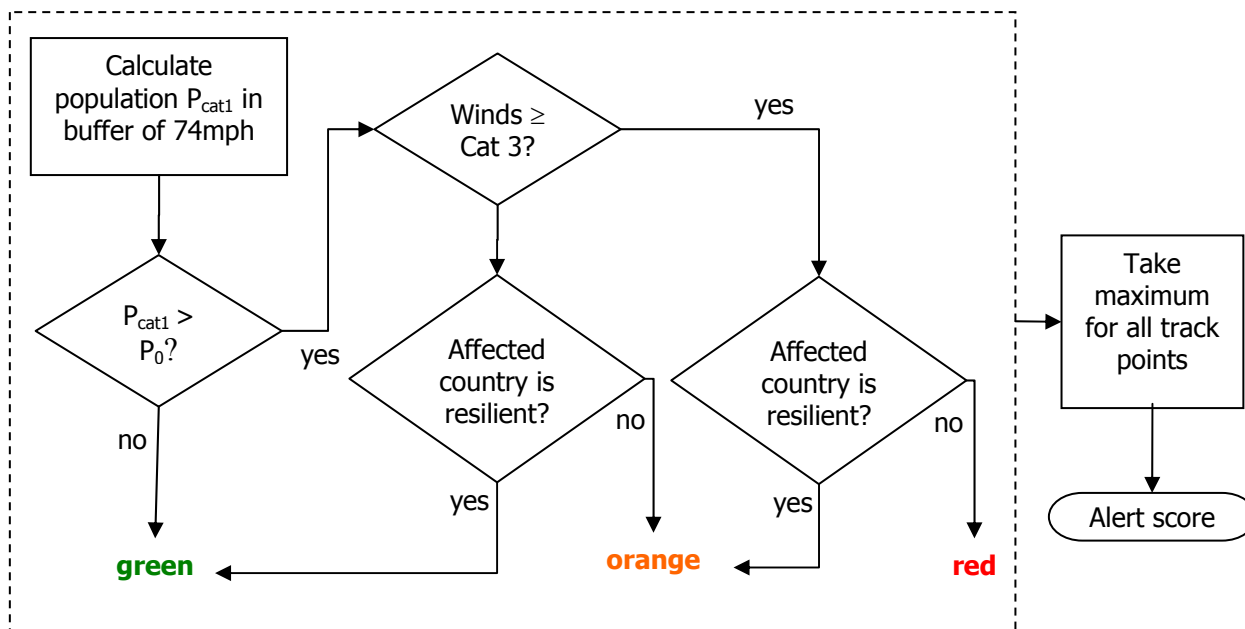 Calculate
population Pcat1 in
buffer of 74mph
Winds ≥
Cat 3?
yes
Pcat1 >
P0?
yes
no
Affected
country is
resilient?
no
yes
Affected
country is
resilient?
no
yes
green
orange
red
Take
maximum
for all track
points
Alert score